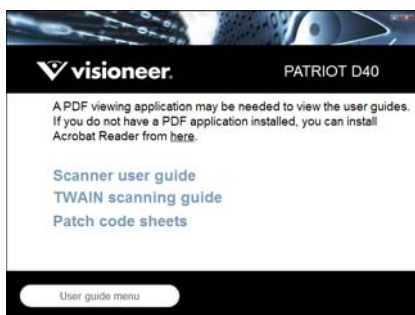 visioneer.
PATRIOT D40
A PDF viewing application may be needed to view the user guides.
If you do not have a PDF application installed, you can install
Acrobat Reader from here.
Scanner user guide
TWAIN scanning guide
Patch code sheets
User guide menu